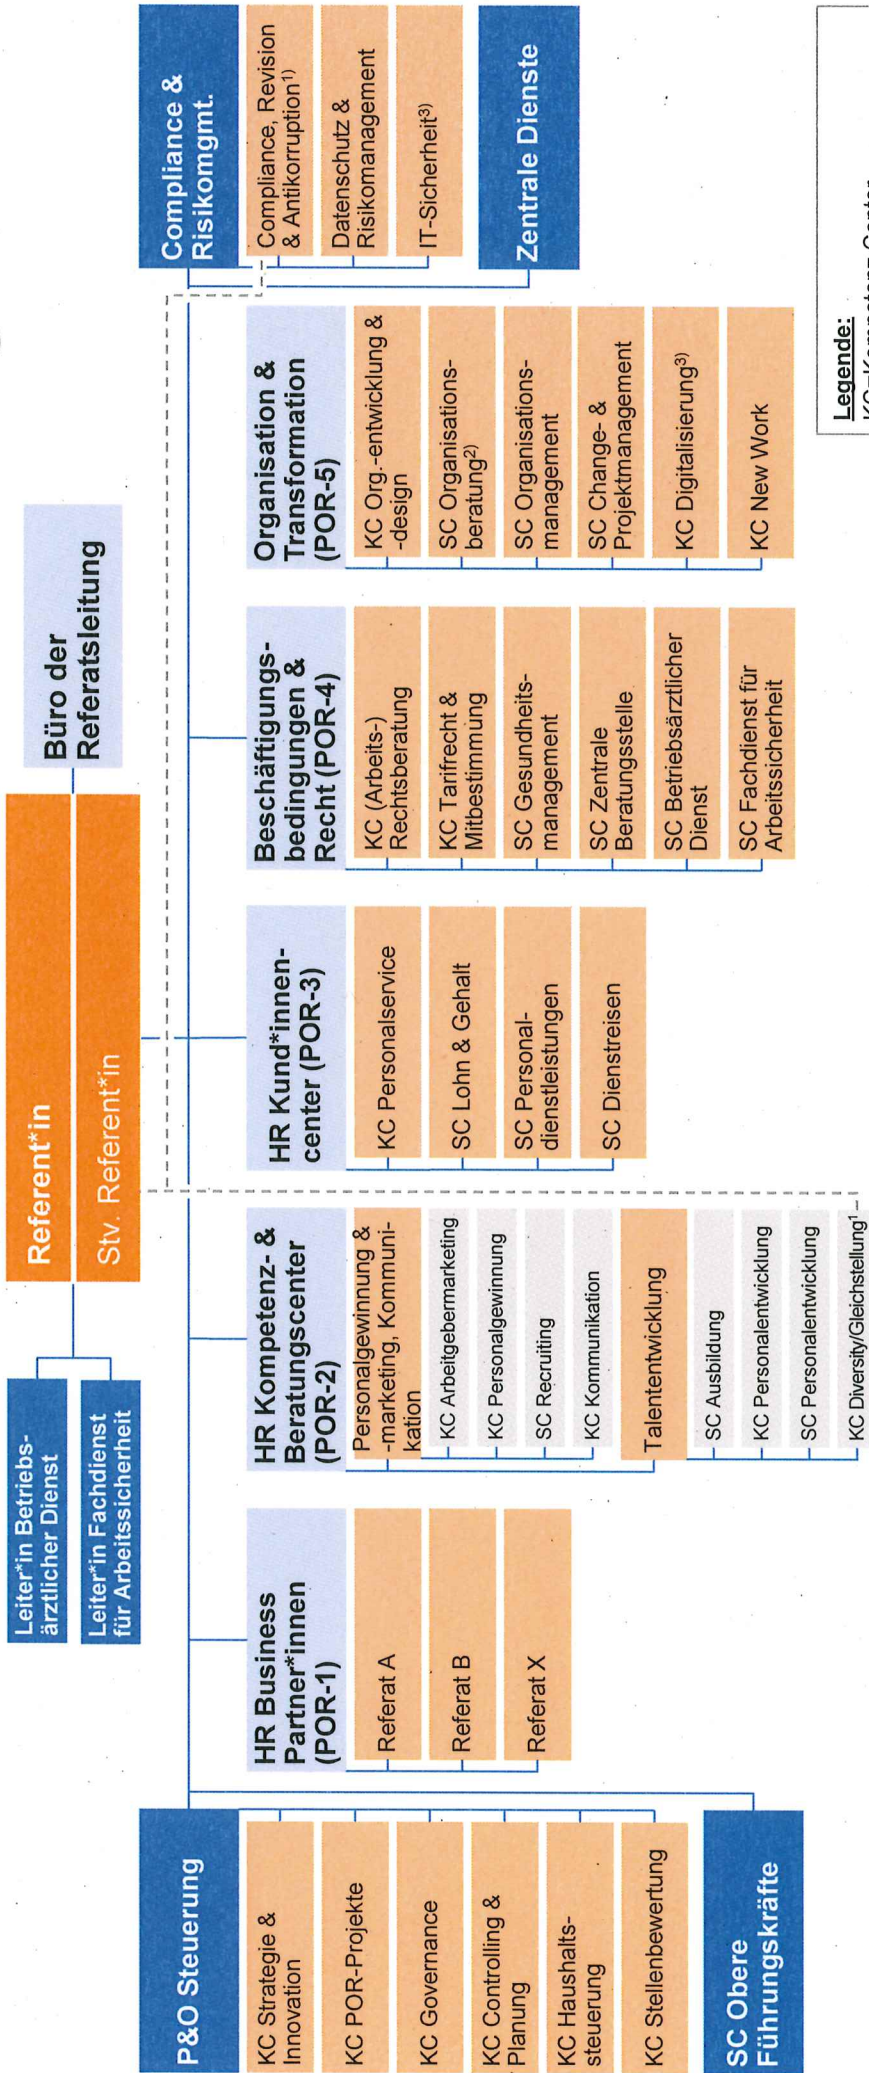 Referent*in
Stv. Referent*in
Büro der
Referatsleitung
Leiter*in Betriebs-
ärztlicher Dienst
Leiter*in Fachdienst
für Arbeitssicherheit
P&O Steuerung
KC Strategie &
Innovation
KC POR-Projekte
KC Governance
KC Controlling &
Planung
KC Haushalts-
steuerung
KC Stellenbewertung
SC Obere
Führungskräfte
HR Business
Partner*innen
(POR-1)
Referat A
Referat B
Referat X
HR Kompetenz- &
Beratungscenter
(POR-2)
Personalgewinnung &
-marketing, Kommuni-
kation
KC Arbeitgebermarketing
KC Personalgewinnung
SC Recruiting
KC Kommunikation
Talententwicklung
SC Ausbildung
KC Personalentwicklung
SC Personalentwicklung
KC Diversity/Gleichstellung¹
HR Kund*innen-
center (POR-3)
KC Personalservice
SC Lohn & Gehalt
SC Personal-
dienstleistungen
SC Dienstreisen
Beschäftigungs-
bedingungen &
Recht (POR-4)
KC (Arbeits-)
Rechtsberatung
KC Tarifrecht &
Mitbestimmung
SC Gesundheits-
management
SC Zentrale
Beratungsstelle
SC Betriebsärztlicher
Dienst
SC Fachdienst für
Arbeitssicherheit
Organisation &
Transformation
(POR-5)
KC Org.-entwicklung &
-design
SC Organisations-
beratung²⁾
SC Organisations-
management
SC Change- &
Projektmanagement
KC Digitalisierung³⁾
KC New Work
Compliance &
Risikomgmt.
Compliance, Revision
& Antikorruption¹⁾
Datenschutz &
Risikomanagement
IT-Sicherheit³⁾
Zentrale Dienste
Legende:
KC=Kompetenz Center